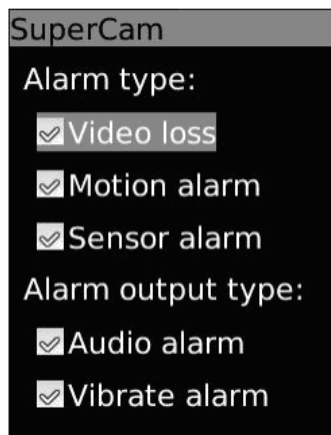 SuperCam
Alarm type:
Video loss
Motion alarm
Sensor alarm
Alarm output type:
Audio alarm
Vibrate alarm